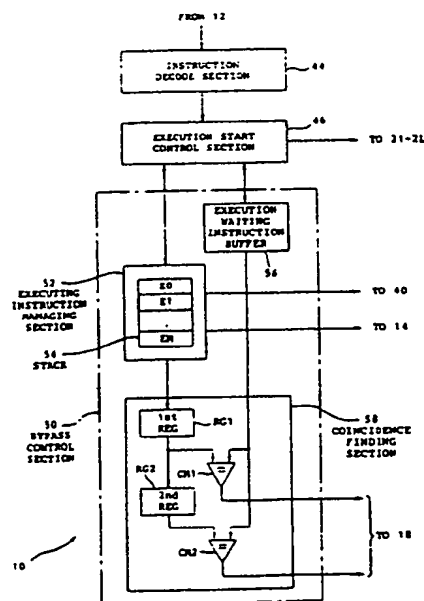 FROM 12
INSTRUCTION
DECODE SECTION
44
EXECUTION START
CONTROL SECTION
46
TO 21-2L
EXECUTION
WAITING
INSTRUCTION
BUFFER
56
52
EXECUTING
INSTRUCTION
MANAGING
SECTION
E0
E1
EN
54
STACK
TO 40
TO 14
50
BYPASS
CONTROL
SECTION
1st
REG
RG1
58
COINCIDENCE
FINDING
SECTION
=
CM1
RG2
2nd
REG
=
CM2
TO 18
10